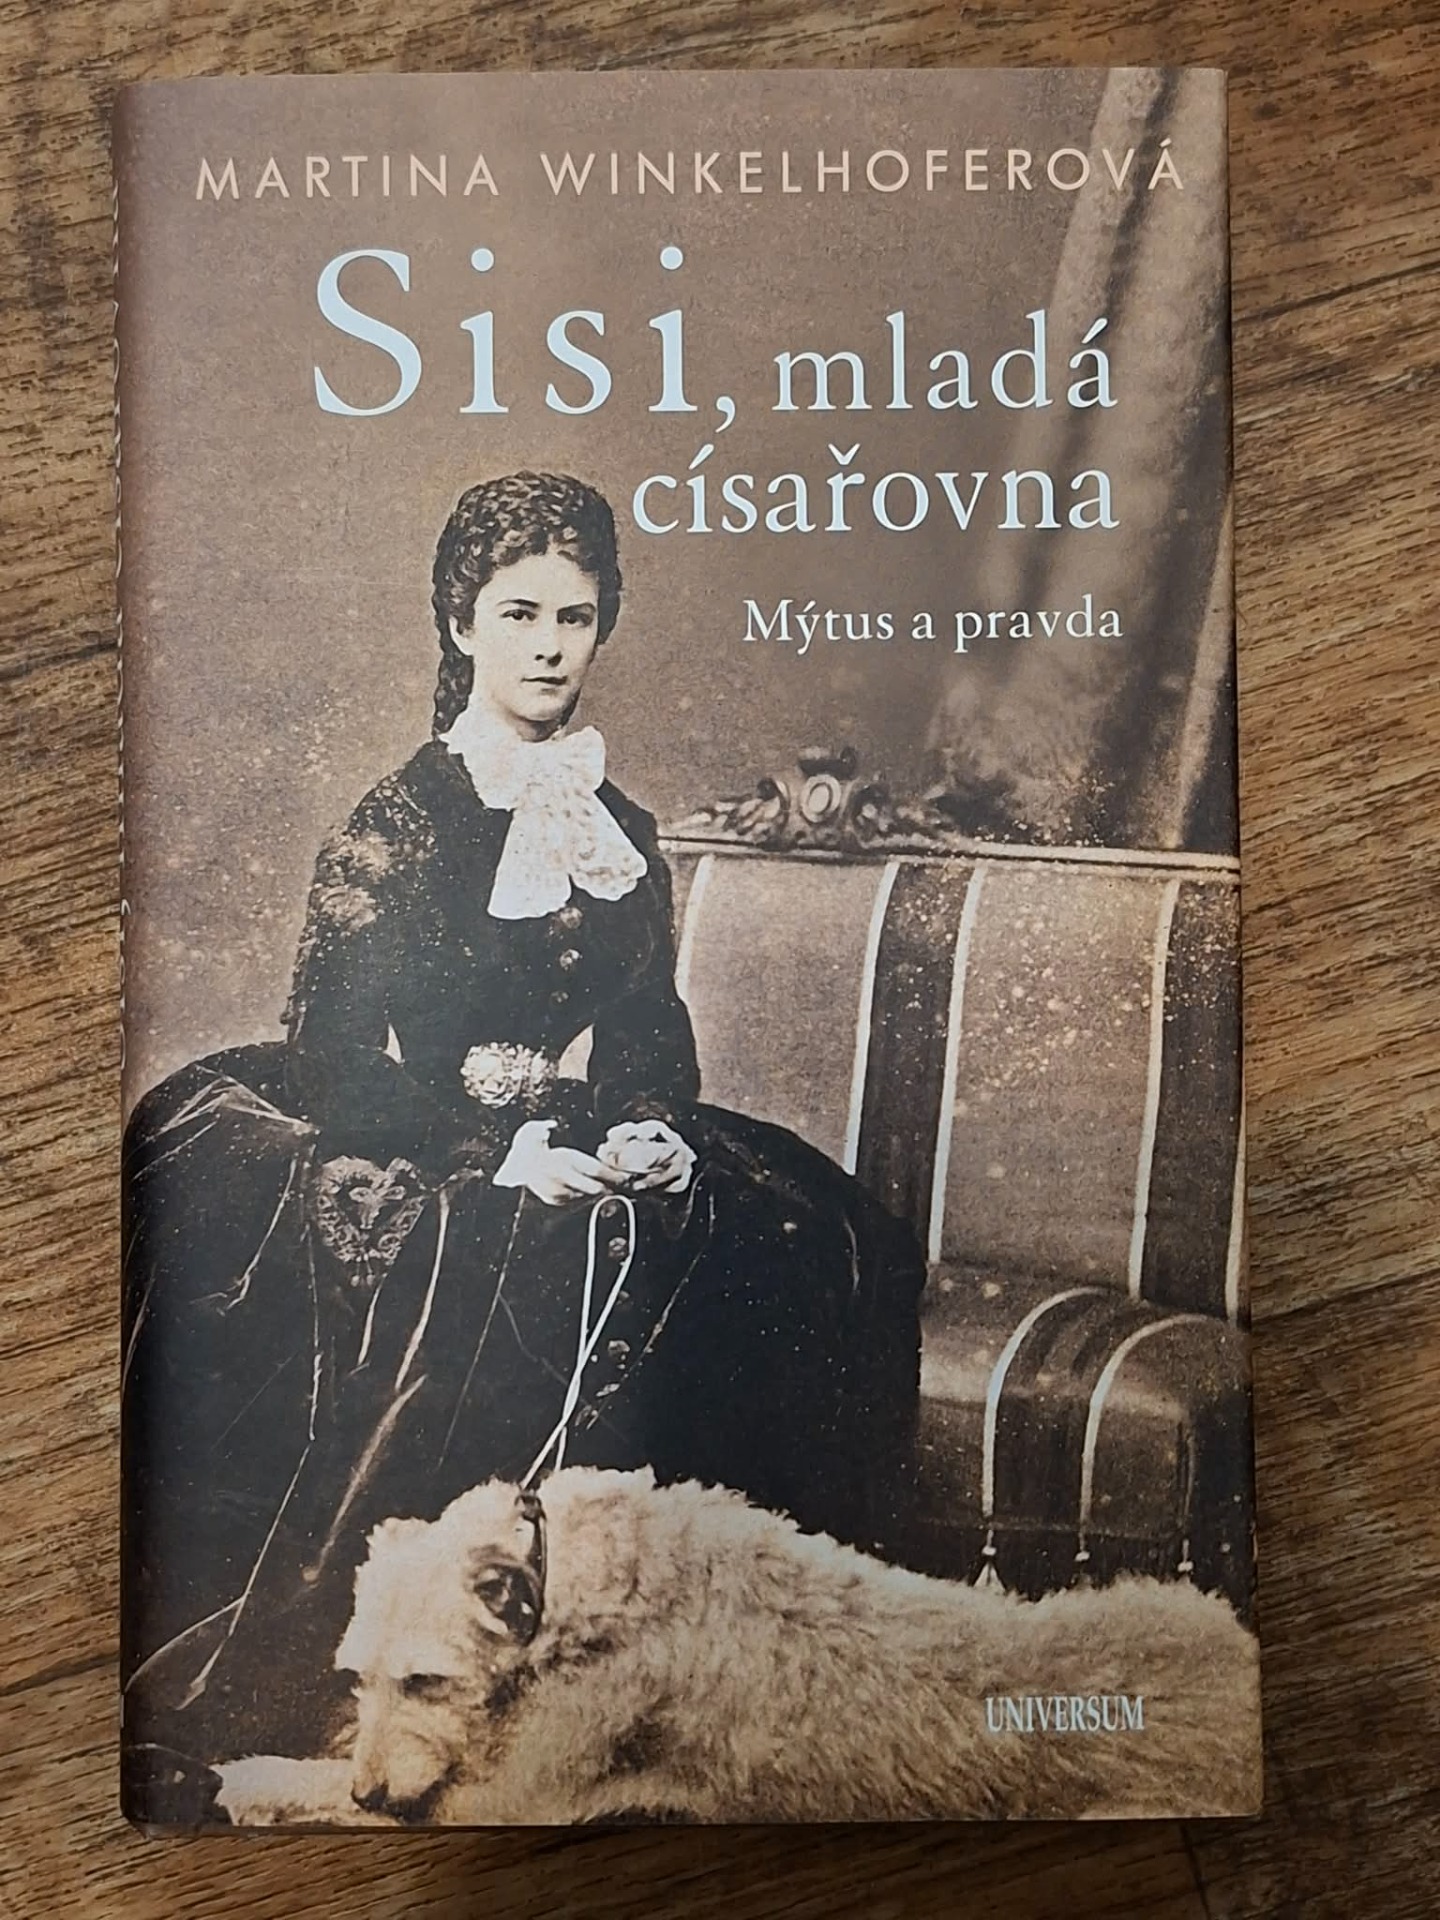 MARTINA WINKELHOFEROVÁ
Sisi, mladá
císařovna
Mýtus a pravda
UNIVERSUM